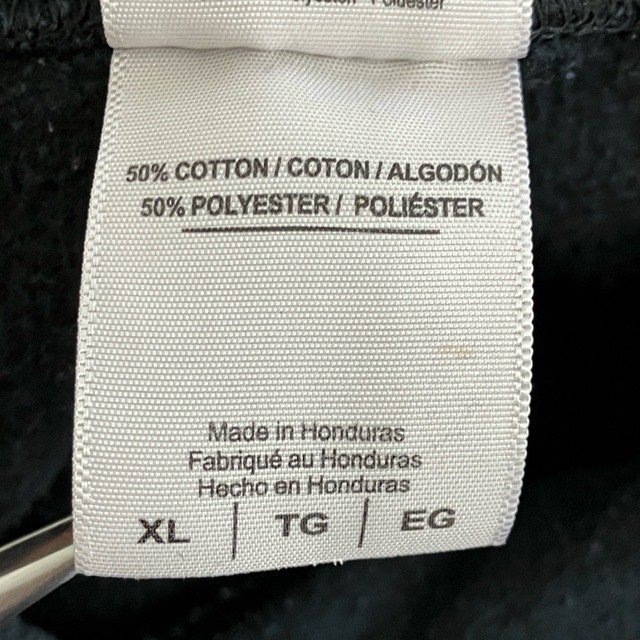 Poliéster
50% COTTON / COTON / ALGODÓN
50% POLYESTER / POLIÉSTER
Made in Honduras
Fabriqué au Honduras
Hecho en Honduras
XL | TG | EG